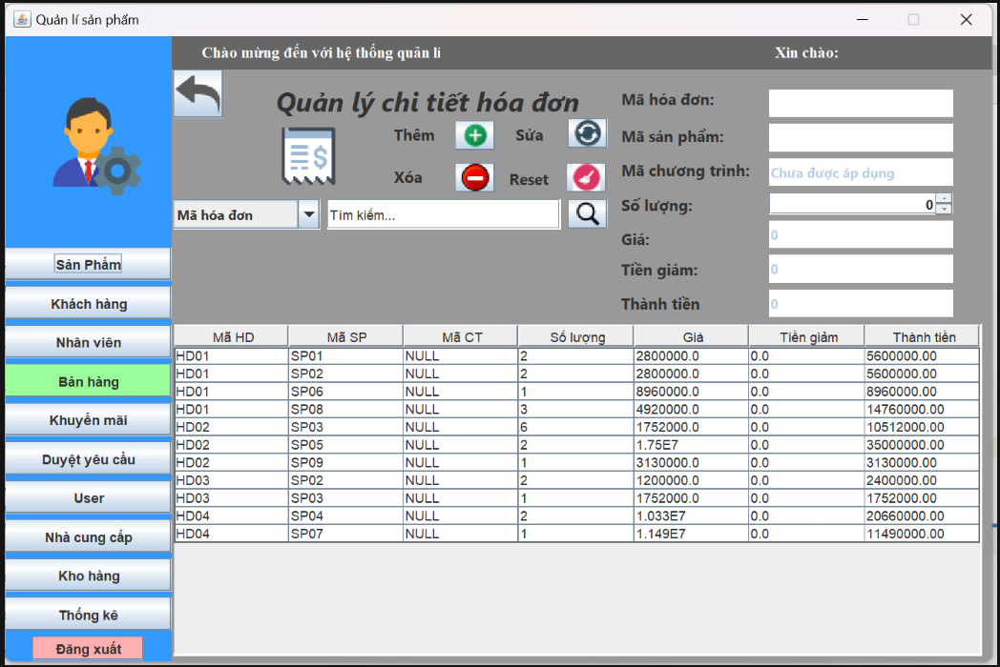 Quản lí sản phẩm
Chào mừng đến với hệ thống quản li
Xin chào:
Quản lý chi tiết hóa đơn
Thêm
Sửa
Xóa
Reset
Mã hóa đơn
Tìm kiếm...
Mã hóa đơn:
Mã sản phẩm:
Mã chương trình: Chưa được áp dụng
Số lượng: 0
Giá: 0
Tiền giảm: 0
Thành tiền 0
Sản Phẩm
Khách hàng
Nhân viên
Bán hàng
Khuyến mãi
Duyệt yêu cầu
User
Nhà cung cấp
Kho hàng
Thống kê
Đăng xuất
Mã HD Mã SP Mã CT Số lượng Giá Tiền giảm Thành tiền
HD01 SP01 NULL 2 2800000.0 0.0 5600000.00
HD01 SP02 NULL 2 2800000.0 0.0 5600000.00
HD01 SP06 NULL 1 8960000.0 0.0 8960000.00
HD01 SP08 NULL 3 4920000.0 0.0 14760000.00
HD02 SP03 NULL 6 1752000.0 0.0 10512000.00
HD02 SP05 NULL 2 1.75E7 0.0 35000000.00
HD02 SP09 NULL 1 3130000.0 0.0 3130000.00
HD03 SP02 NULL 2 1200000.0 0.0 2400000.00
HD03 SP03 NULL 1 1752000.0 0.0 1752000.00
HD04 SP04 NULL 2 1.033E7 0.0 20660000.00
HD04 SP07 NULL 1 1.149E7 0.0 11490000.00